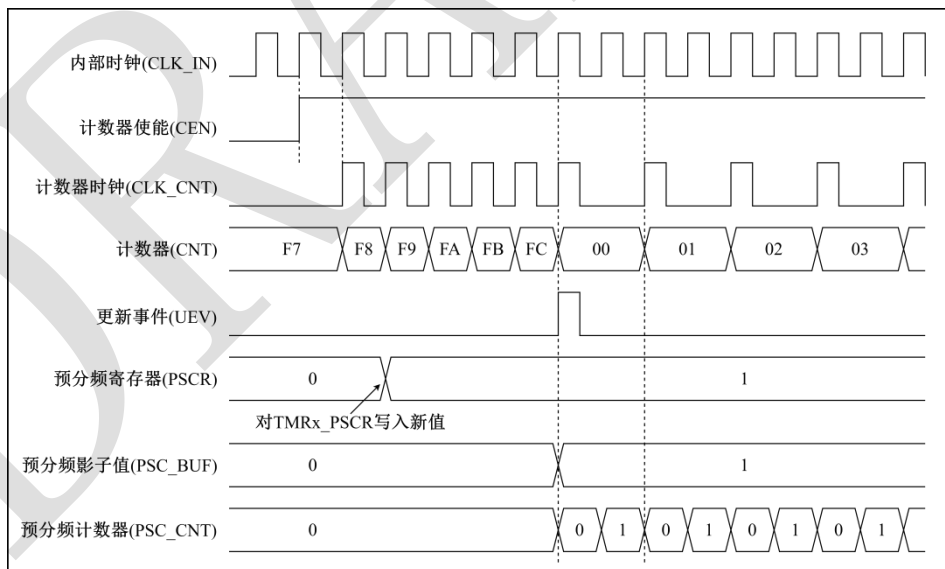 内部时钟(CLK_IN)
计数器使能(CEN)
计数器时钟(CLK_CNT)
计数器(CNT) F7 F8 F9 FA FB FC 00 01 02 03
更新事件(UEV)
预分频寄存器(PSCR) 0 1
对TMRx_PSCR写入新值
预分频影子值(PSC_BUF) 0 1
预分频计数器(PSC_CNT) 0 0 1 0 1 0 1 0 1